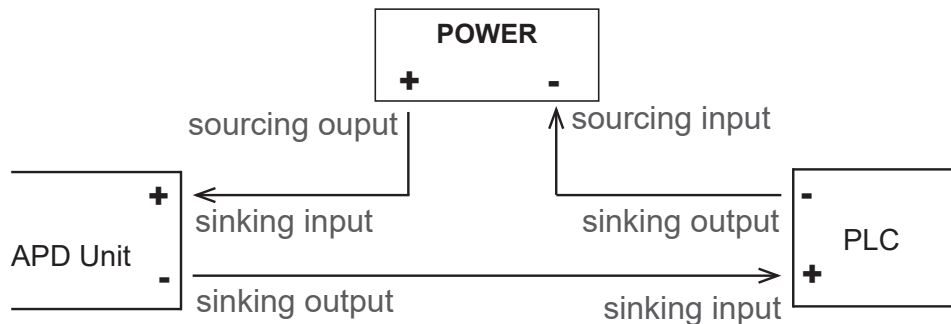 POWER
+ -
sourcing ouput
sourcing input
+
-
sinking input
sinking output
APD Unit
PLC
-
+
sinking output
sinking input